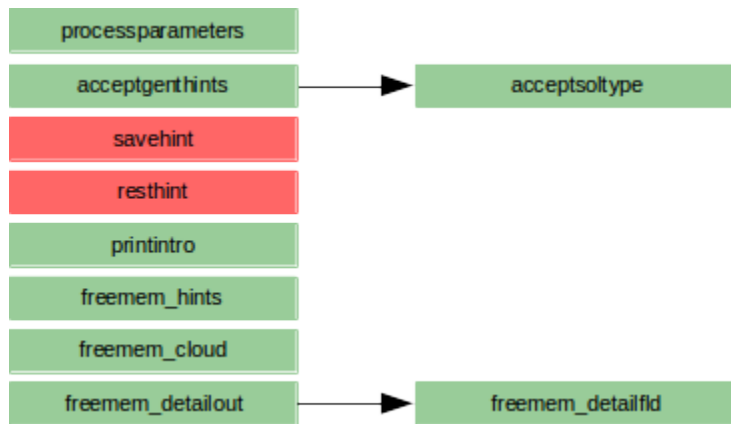 processparameters
acceptgenthints
acceptsoltype
savehint
resthint
printintro
freemem_hints
freemem_cloud
freemem_detailout
freemem_detailfld